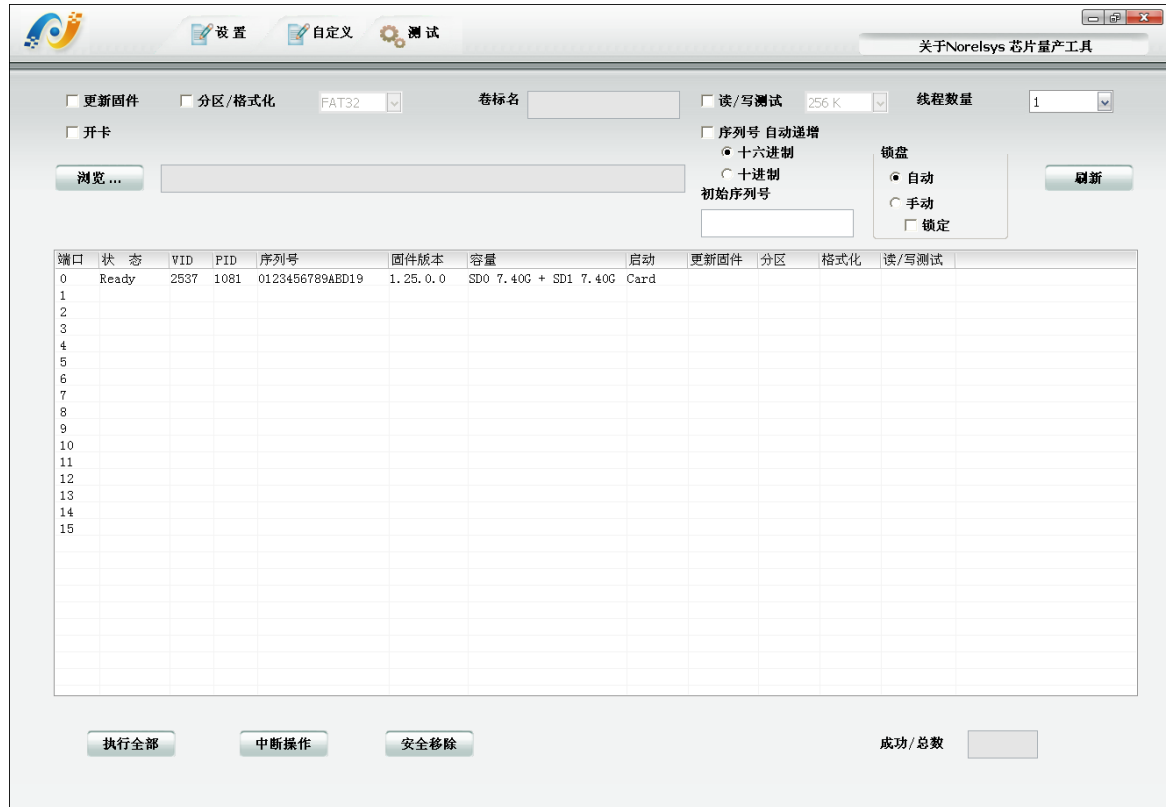 设置 自定义 测试
关于Norelsys 芯片量产工具
更新固件 分区/格式化 FAT32 卷标名 读/写测试 256 K 线程数量 1
开卡 序列号 自动递增
十六进制 锁盘
浏览 ... 十进制 自动 刷新
初始序列号 手动
锁定
端口 状 态 VID PID 序列号 固件版本 容量 启动 更新固件 分区 格式化 读/写测试
0 Ready 2537 1081 0123456789ABD19 1.25.0.0 SD0 7.40G + SD1 7.40G Card
1
2
3
4
5
6
7
8
9
10
11
12
13
14
15
执行全部 中断操作 安全移除 成功/总数